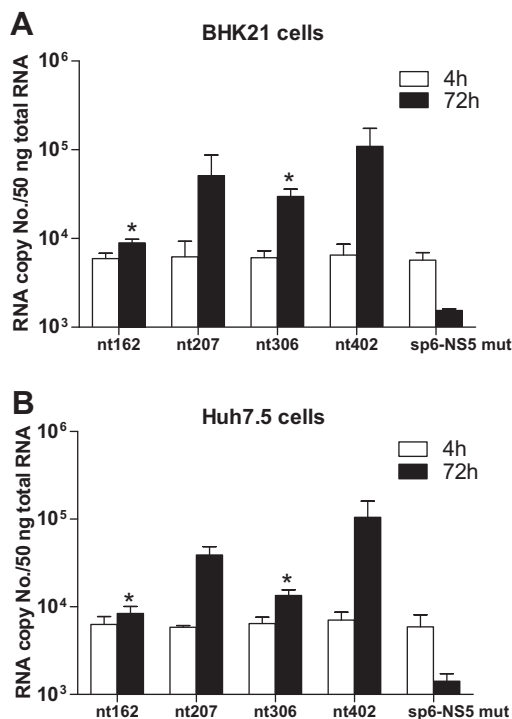 A
BHK21 cells
RNA copy No./50 ng total RNA
10⁶
10⁵
10⁴
10³
4h
72h
*
*
nt162 nt207 nt306 nt402 sp6-NS5 mut
B
Huh7.5 cells
RNA copy No./50 ng total RNA
10⁶
10⁵
10⁴
10³
4h
72h
*
*
nt162 nt207 nt306 nt402 sp6-NS5 mut